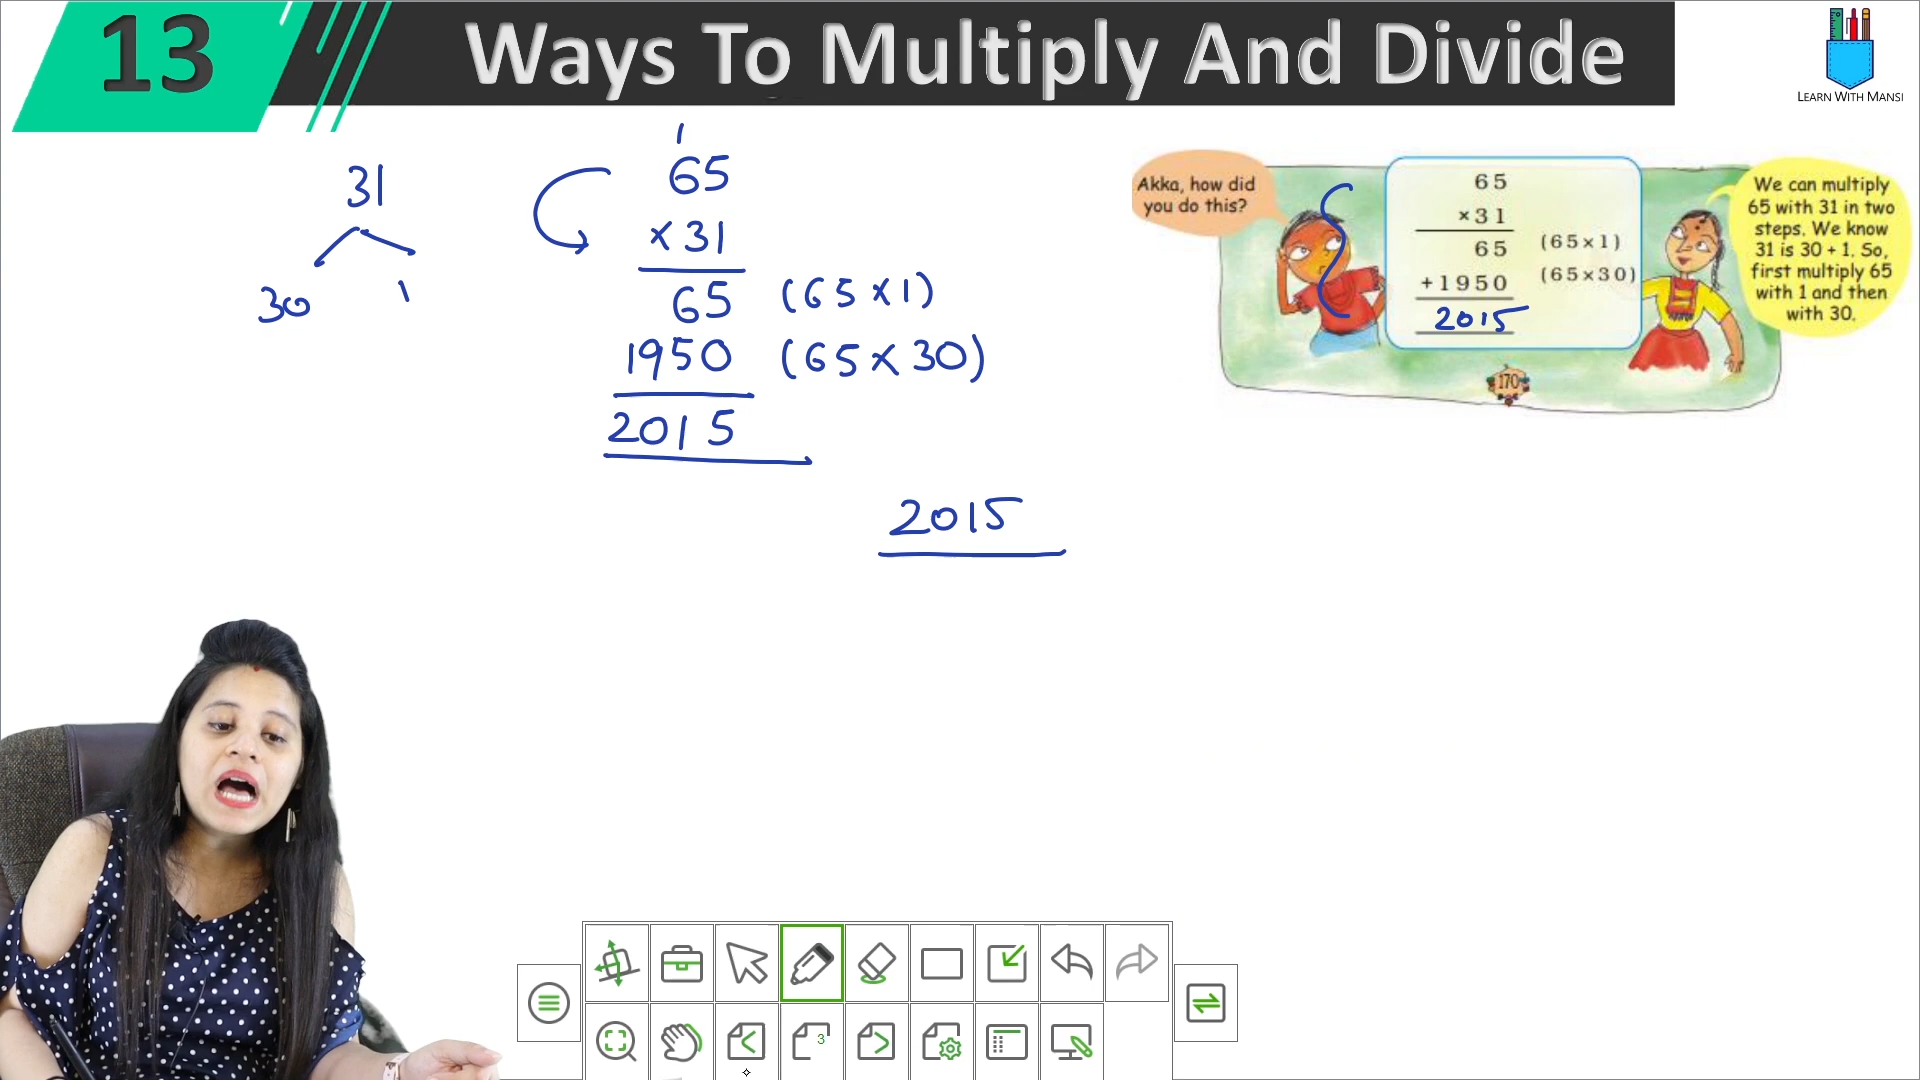 13 Ways To Multiply And Divide
LEARN WITH MANSI
31
30 1
1
65
×31
65 (65×1)
1950 (65×30)
2015
2015
Akka, how did
you do this?
65
×31
65 (65×1)
+1950 (65×30)
2015
We can multiply
65 with 31 in two
steps. We know
31 is 30 + 1. So,
first multiply 65
with 1 and then
with 30.
170
3